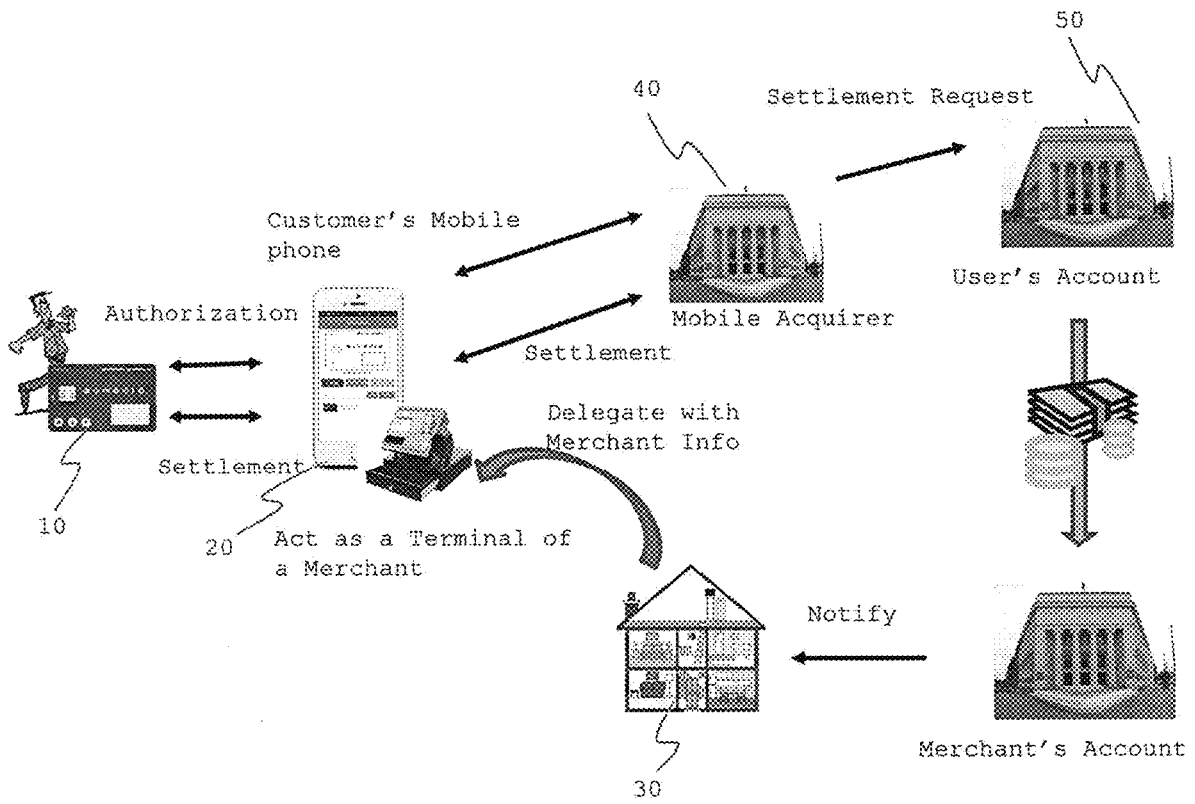 50
40
Settlement Request
Customer's Mobile
phone
User's Account
Authorization
Mobile Acquirer
Settlement
Delegate with
Merchant Info
Settlement
10
20
Act as a Terminal of
a Merchant
Notify
Merchant's Account
30